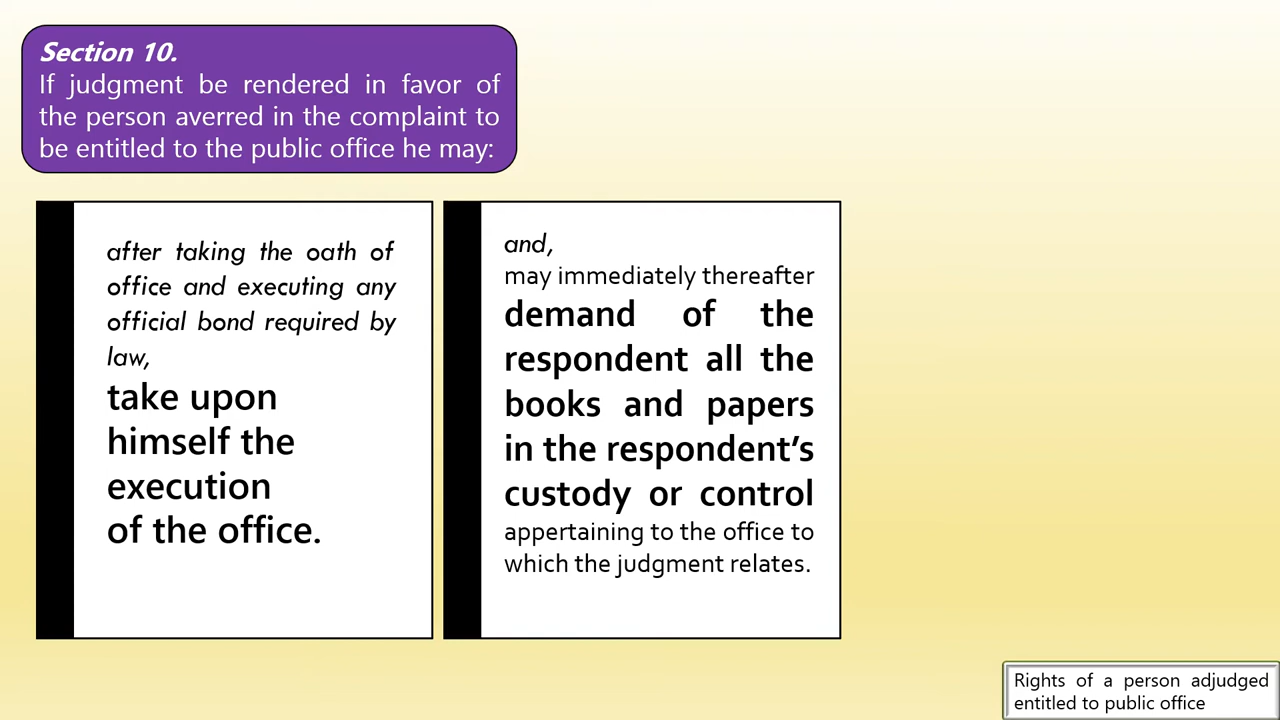 Section 10.
If judgment be rendered in favor of
the person averred in the complaint to
be entitled to the public office he may:
after taking the oath of
office and executing any
official bond required by
law,
take upon
himself the
execution
of the office.
and,
may immediately thereafter
demand of the
respondent all the
books and papers
in the respondent’s
custody or control
appertaining to the office to
which the judgment relates.
Rights of a person adjudged
entitled to public office